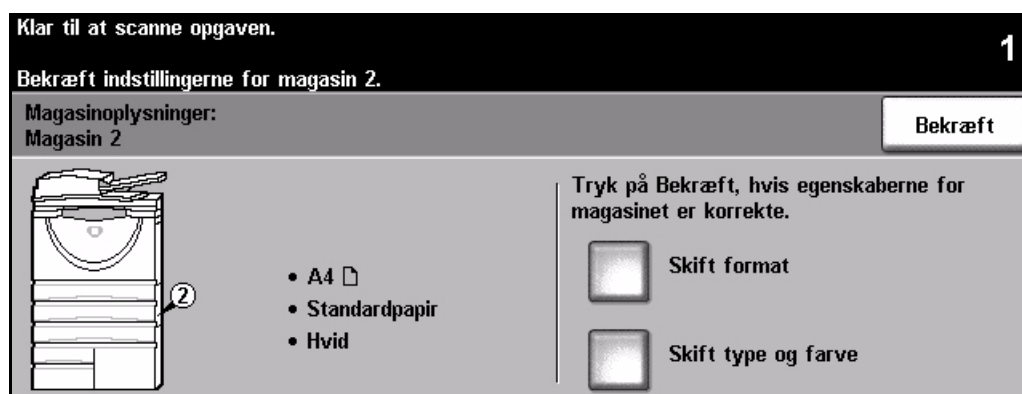 Klar til at scanne opgaven.
1
Bekræft indstillingerne for magasin 2.
Magasinoplysninger:
Magasin 2
Bekræft
2
• A4
• Standardpapir
• Hvid
Tryk på Bekræft, hvis egenskaberne for
magasinet er korrekte.
Skift format
Skift type og farve